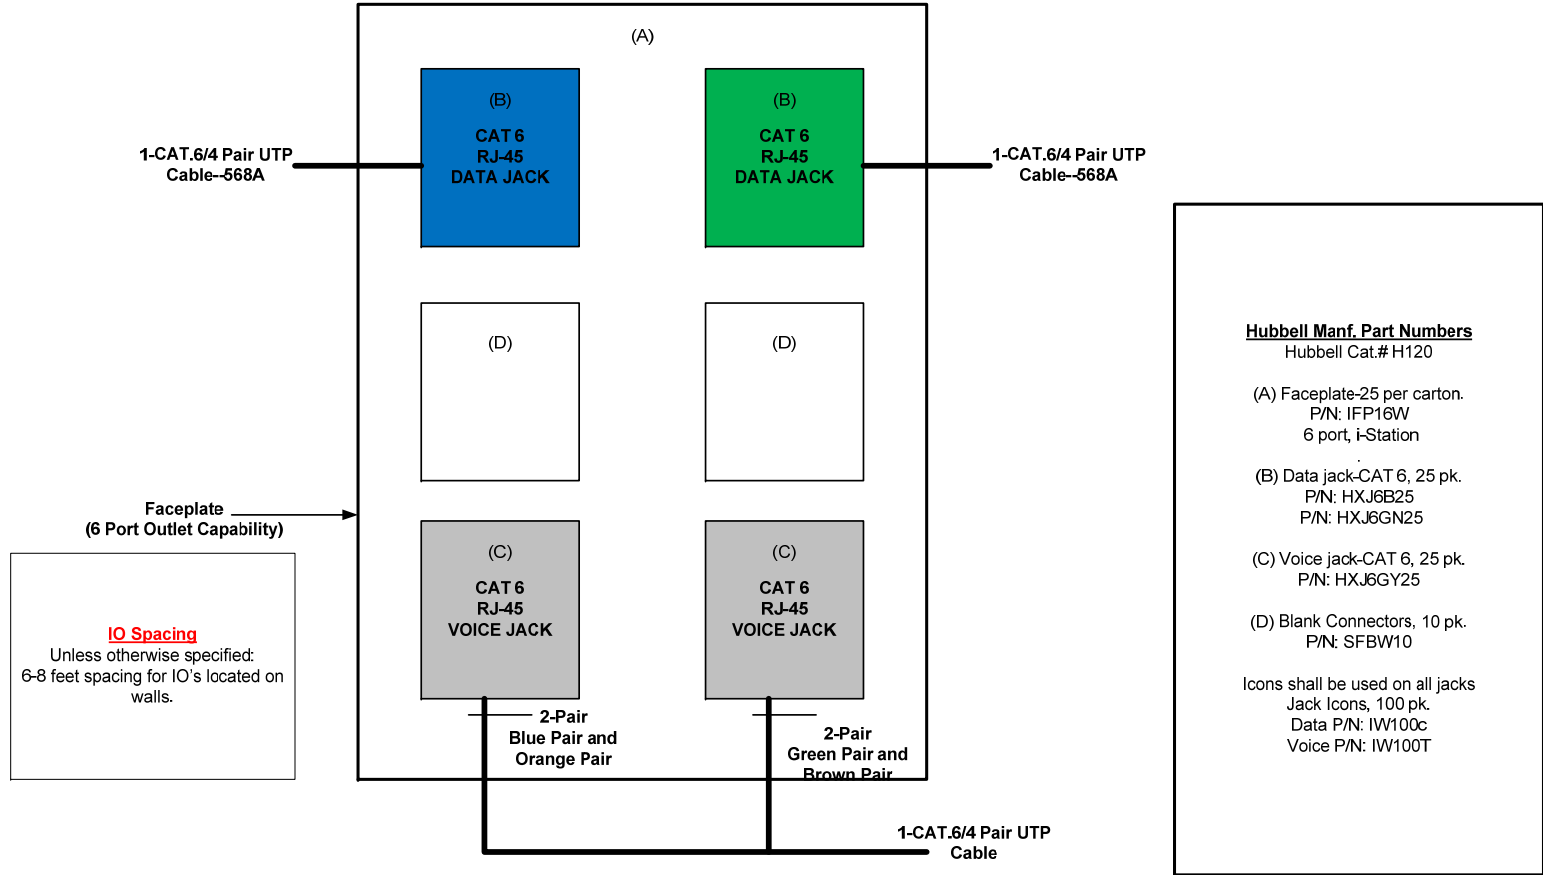 (A)
(B)
CAT 6
RJ-45
DATA JACK
(B)
CAT 6
RJ-45
DATA JACK
1-CAT.6/4 Pair UTP
Cable--568A
1-CAT.6/4 Pair UTP
Cable--568A
(D)
(D)
Faceplate
(6 Port Outlet Capability)
(C)
CAT 6
RJ-45
VOICE JACK
(C)
CAT 6
RJ-45
VOICE JACK
IO Spacing
Unless otherwise specified:
6-8 feet spacing for IO's located on
walls.
2-Pair
Blue Pair and
Orange Pair
2-Pair
Green Pair and
Brown Pair
1-CAT.6/4 Pair UTP
Cable
Hubbell Manf. Part Numbers
Hubbell Cat.# H120
(A) Faceplate-25 per carton.
P/N: IFP16W
6 port, i-Station
.
(B) Data jack-CAT 6, 25 pk.
P/N: HXJ6B25
P/N: HXJ6GN25
(C) Voice jack-CAT 6, 25 pk.
P/N: HXJ6GY25
(D) Blank Connectors, 10 pk.
P/N: SFBW10
Icons shall be used on all jacks
Jack Icons, 100 pk.
Data P/N: IW100c
Voice P/N: IW100T